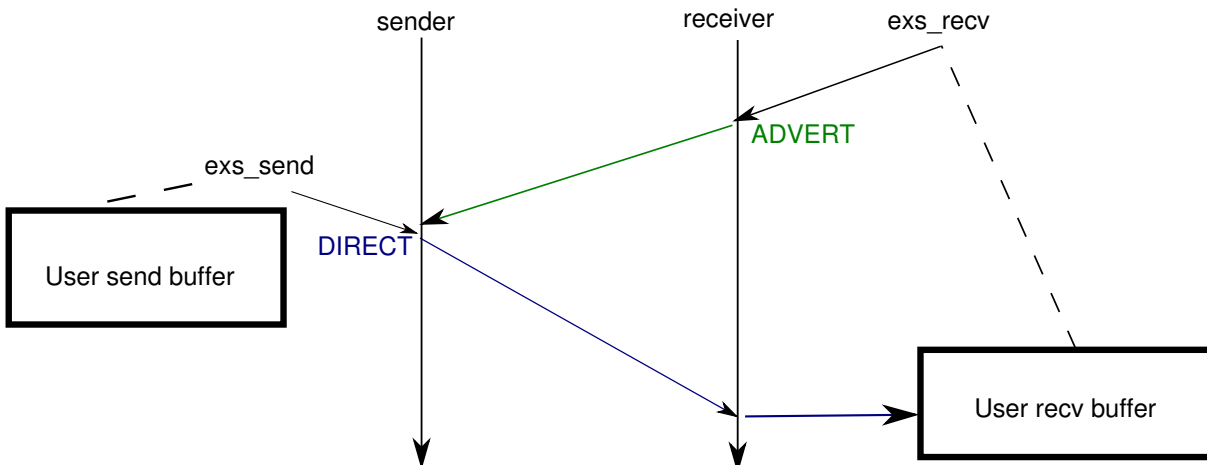 sender
receiver
exs_recv
ADVERT
exs_send
DIRECT
User send buffer
User recv buffer